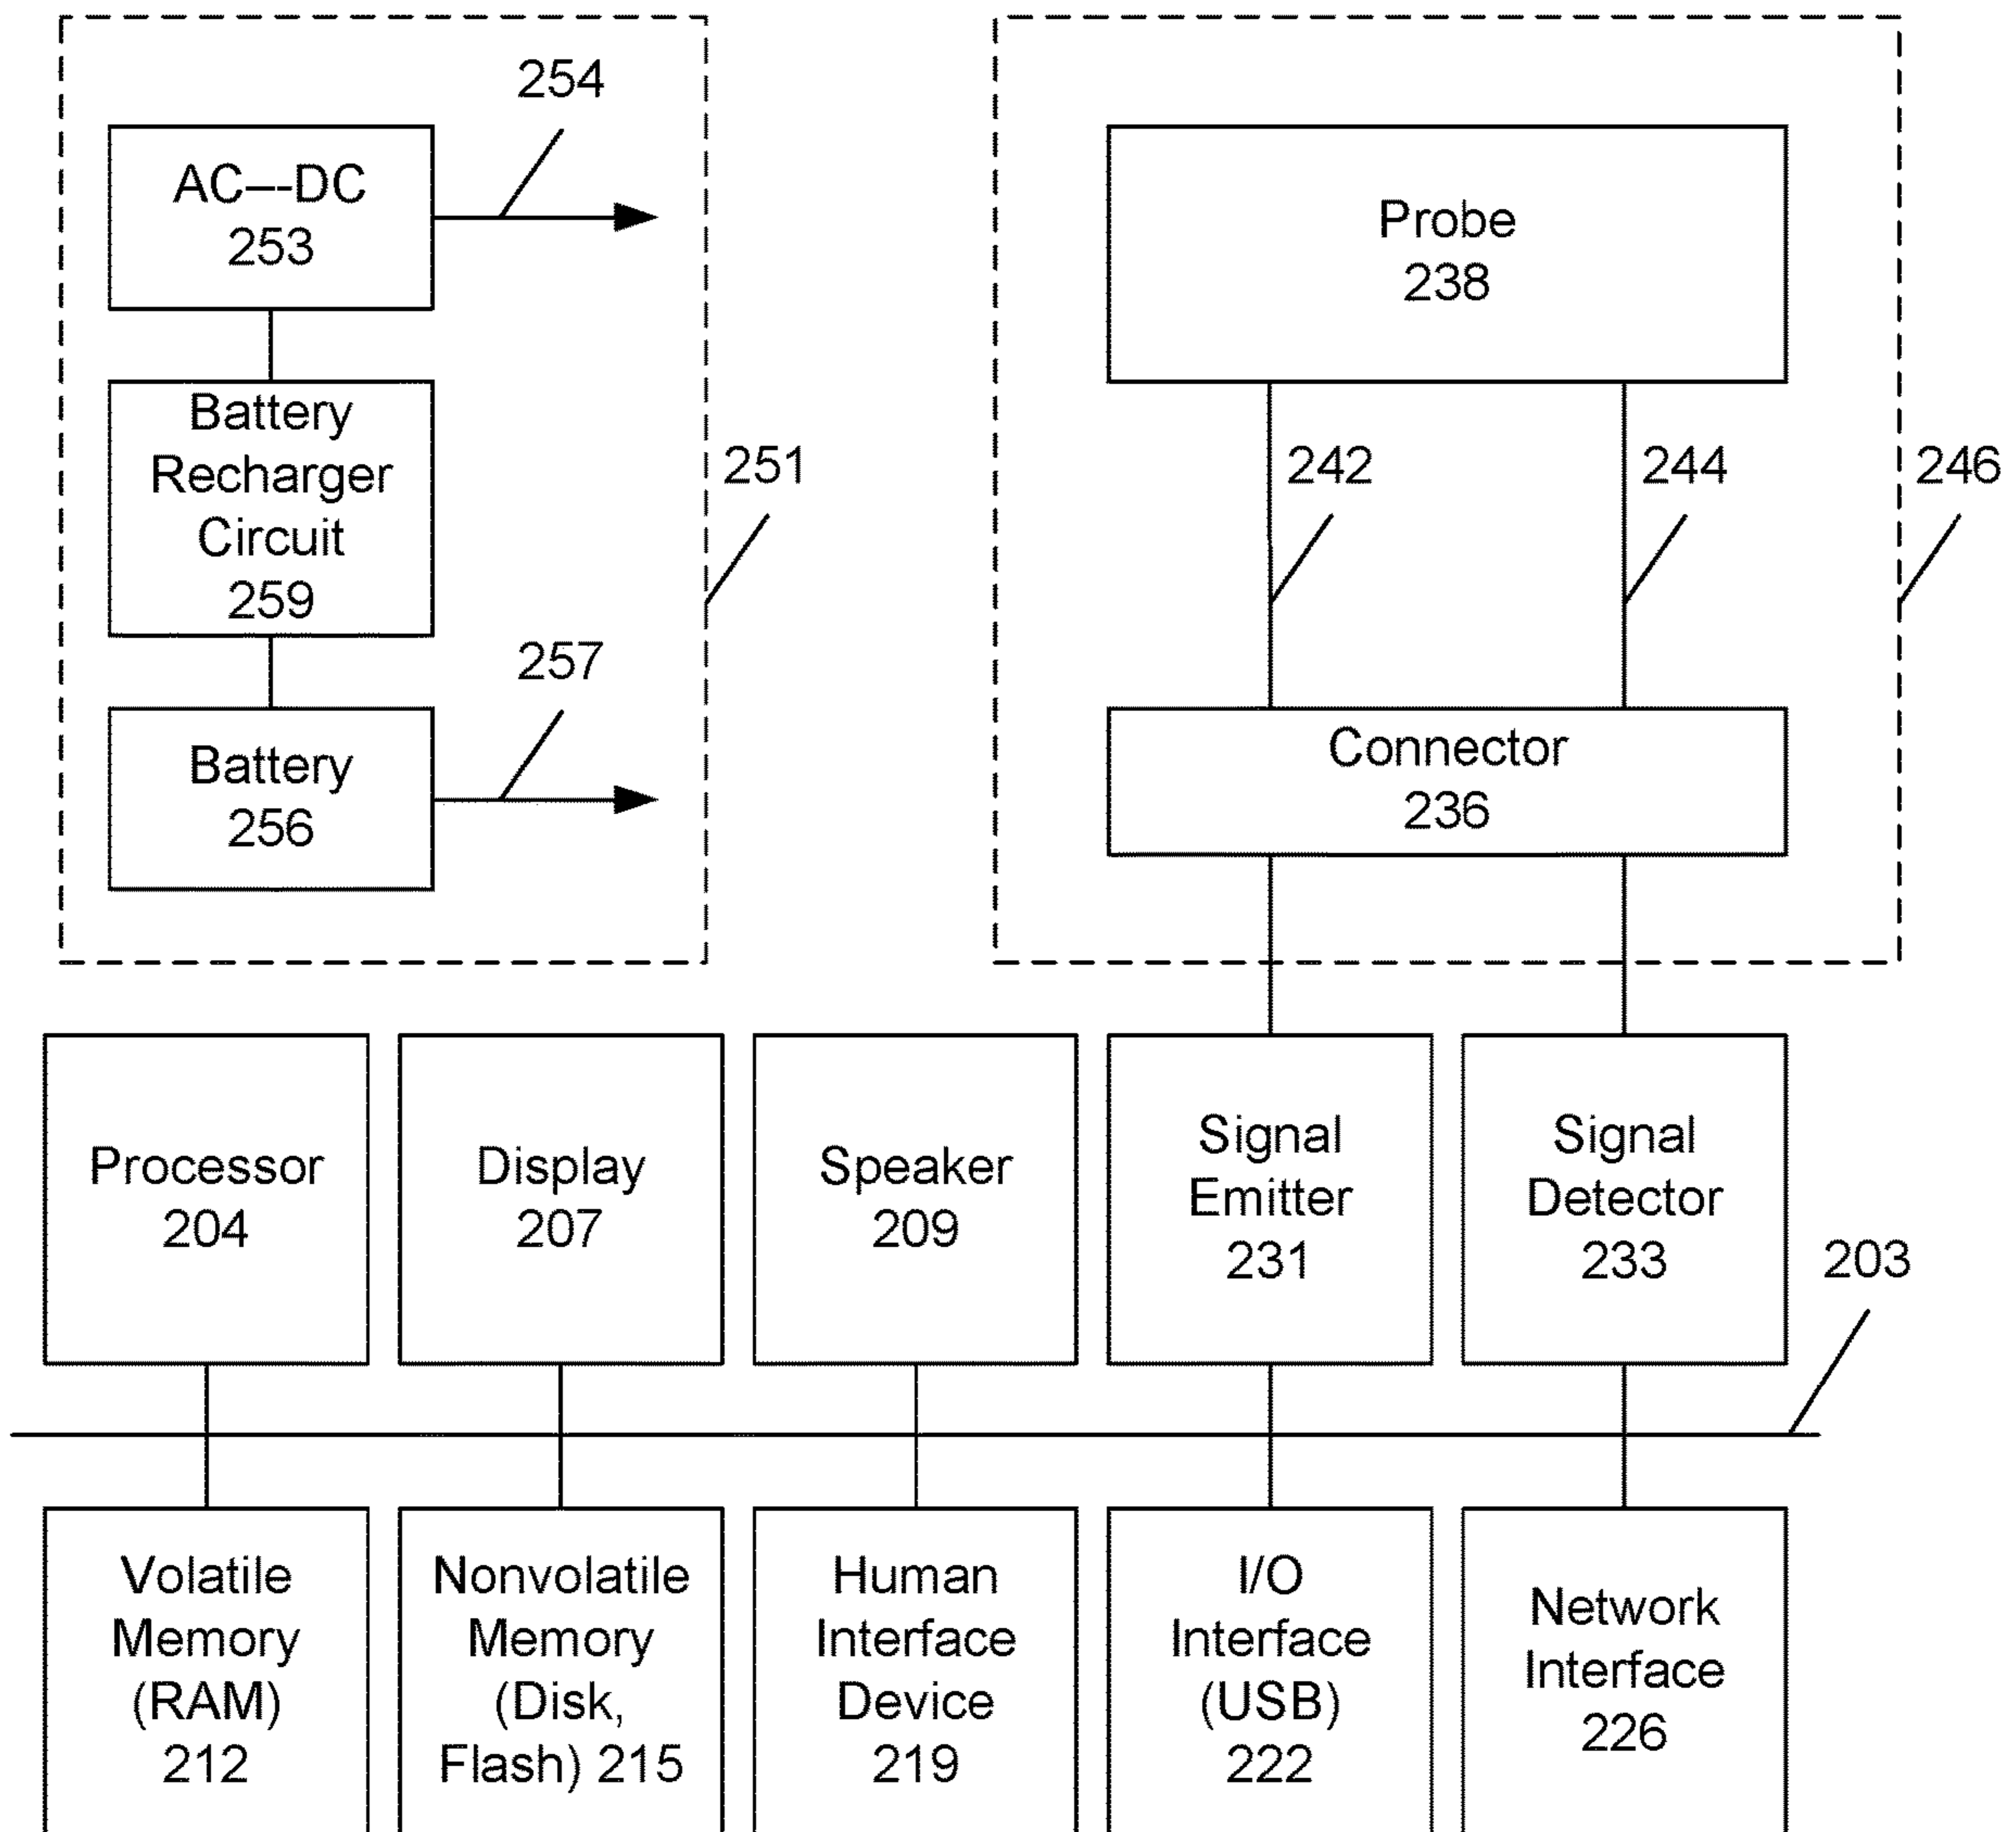 254
AC---DC
253
Probe
238
Battery
Recharger
Circuit
259
251
242
244
246
257
Battery
256
Connector
236
Processor
204
Display
207
Speaker
209
Signal
Emitter
231
Signal
Detector
233
203
Volatile
Memory
(RAM)
212
Nonvolatile
Memory
(Disk,
Flash) 215
Human
Interface
Device
219
I/O
Interface
(USB)
222
Network
Interface
226